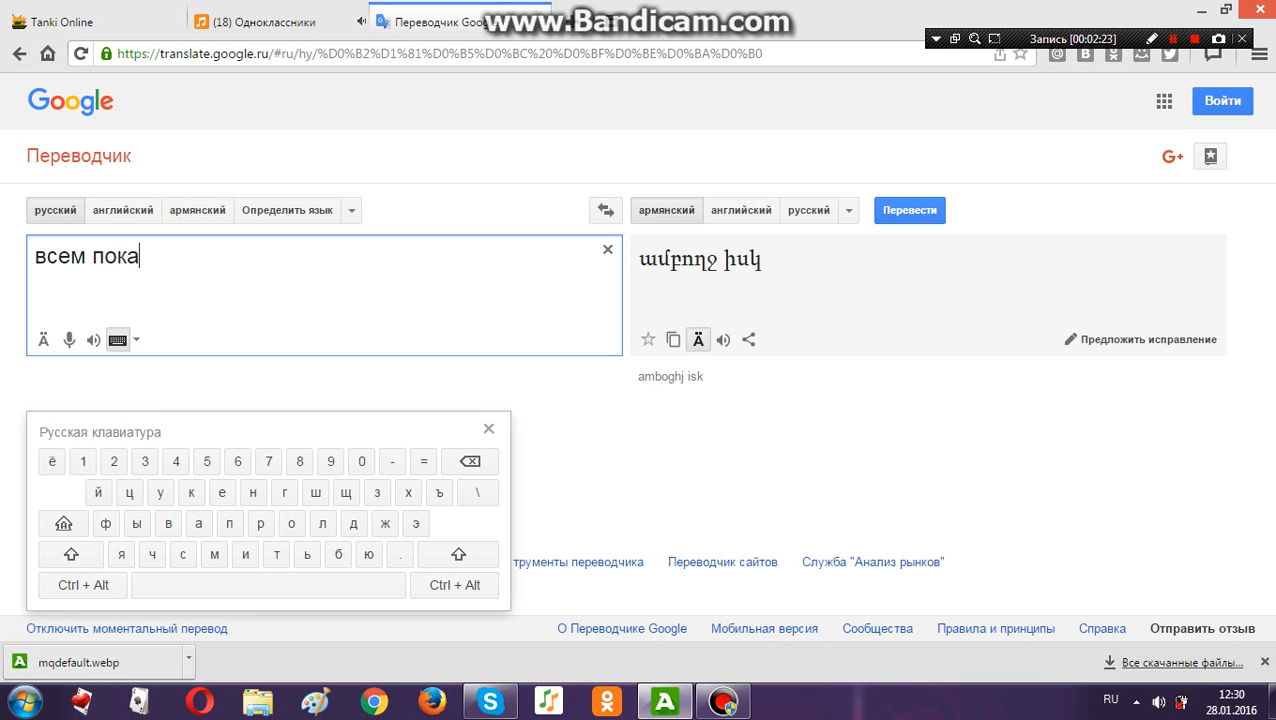 Tanki Online
(18) Одноклассники
Переводчик Goo
www.Bandicam.com
https://translate.google.ru/#ru/hy/%D0%B2%D1%81%D0%B5%D0%BC%20%D0%BF%D0%BE%D0%BA%D0%B0
Запись [00:02:23]
Google
Войти
Переводчик
G+
русский английский армянский Определить язык
армянский английский русский Перевести
всем пока
ամբողջ իսկ
Ä
Ä
Предложить исправление
amboghj isk
Русская клавиатура
ё 1 2 3 4 5 6 7 8 9 0 - =
й ц у к е н г ш щ з х ъ \
ф ы в а п р о л д ж э
я ч с м и т ь б ю .
Ctrl + Alt Ctrl + Alt
трументы переводчика Переводчик сайтов Служба "Анализ рынков"
Отключить моментальный перевод
О Переводчике Google Мобильная версия Сообщества Правила и принципы Справка Отправить отзыв
mqdefault.webp
Все скачанные файлы...
RU
12:30
28.01.2016